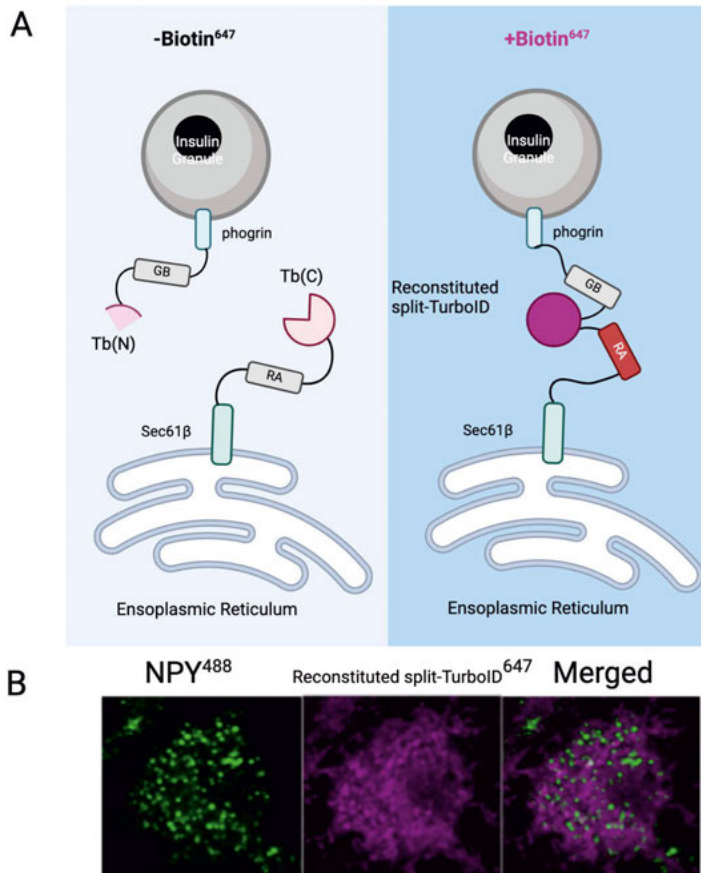 A
-Biotin⁶⁴⁷
+Biotin⁶⁴⁷
Insulin
Granule
phogrin
GB
Tb(N)
Tb(C)
RA
Sec61β
Ensoplasmic Reticulum
Insulin
Granule
phogrin
GB
Reconstituted
split-TurboID
RA
Sec61β
Ensoplasmic Reticulum
B
NPY⁴⁸⁸
Reconstituted split-TurboID⁶⁴⁷
Merged